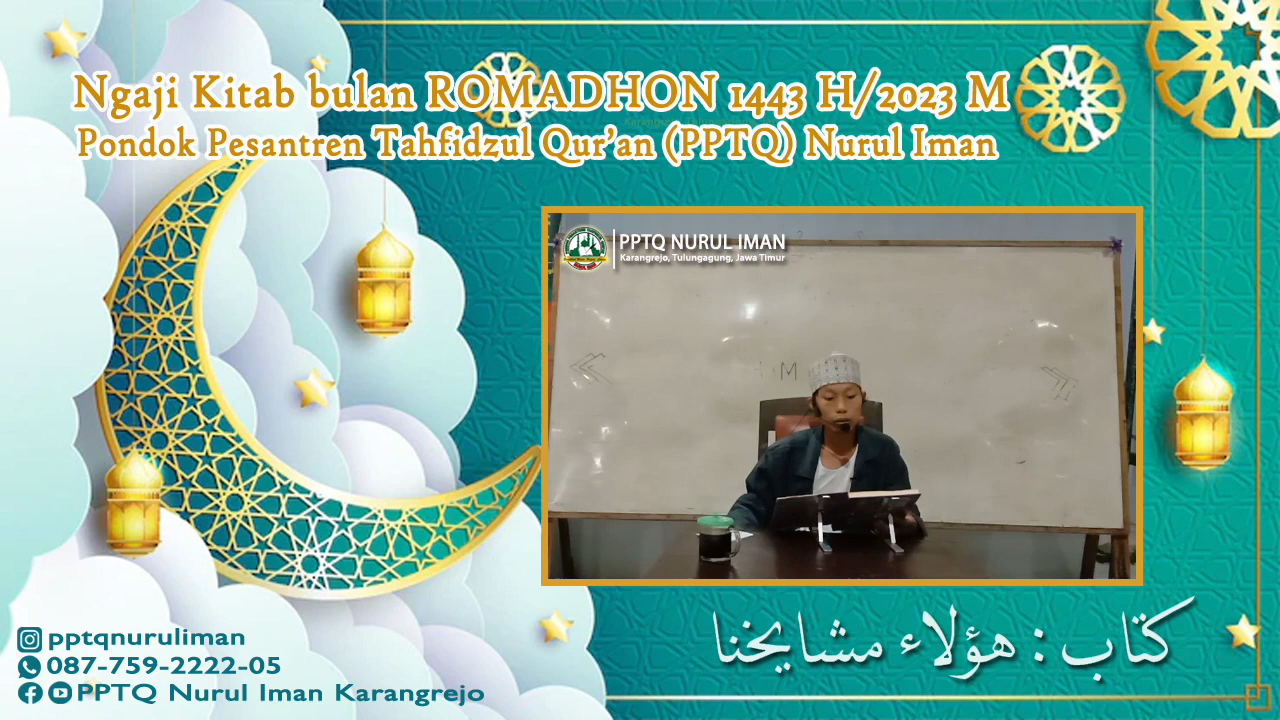 Ngaji Kitab bulan ROMADHON 1443 H/2023 M
Pondok Pesantren Tahfidzul Qur'an (PPTQ) Nurul Iman
PPTQ NURUL IMAN
Karangrejo, Tulungagung, Jawa Timur
كتاب : هؤلاء مشايخنا
pptqnuruliman
087-759-2222-05
PPTQ Nurul Iman Karangrejo